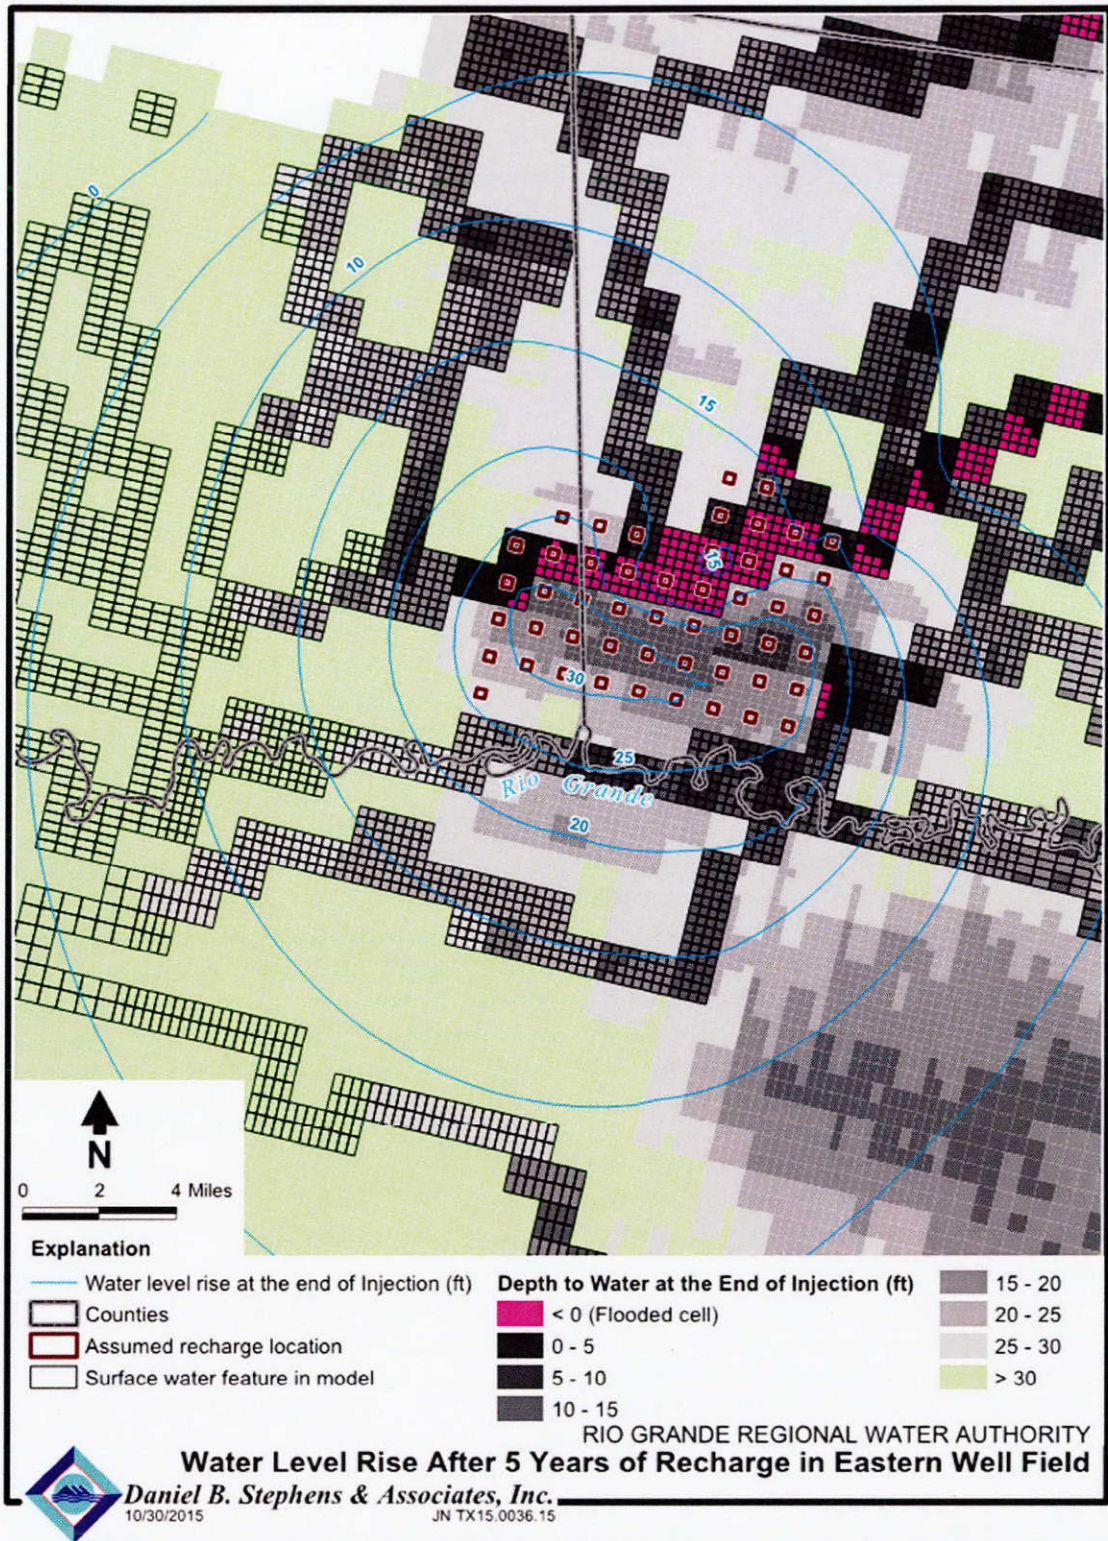 0
10
15
15
30
25
Rio Grande
20
N
0 2 4 Miles
Explanation
Water level rise at the end of Injection (ft)
Counties
Assumed recharge location
Surface water feature in model
Depth to Water at the End of Injection (ft)
< 0 (Flooded cell)
0 - 5
5 - 10
10 - 15
15 - 20
20 - 25
25 - 30
> 30
RIO GRANDE REGIONAL WATER AUTHORITY
Water Level Rise After 5 Years of Recharge in Eastern Well Field
Daniel B. Stephens & Associates, Inc.
10/30/2015 JN TX15.0036.15